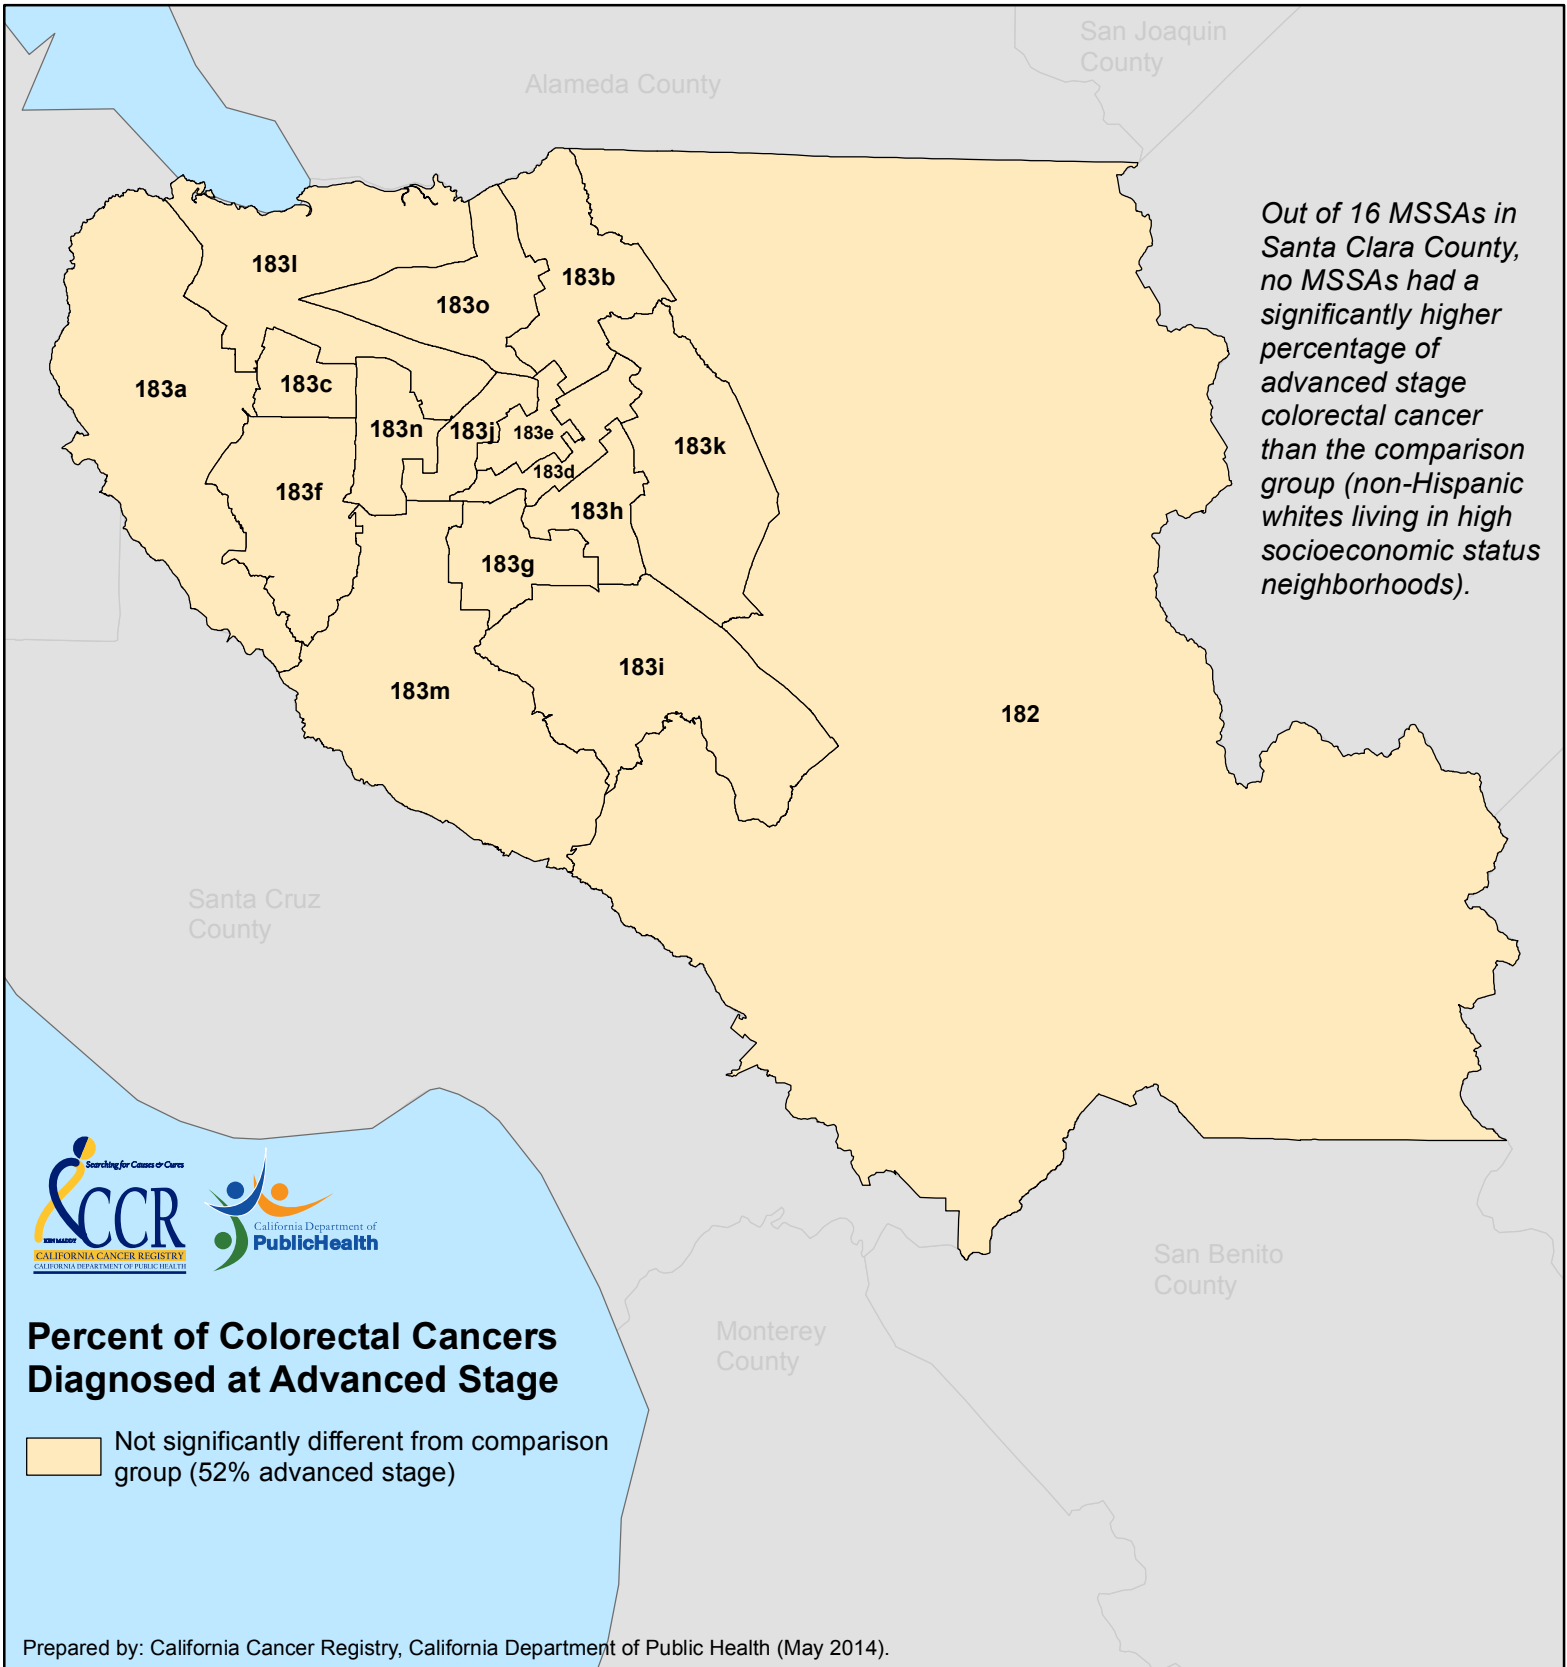 San Joaquin
County
Alameda County
Out of 16 MSSAs in
Santa Clara County,
no MSSAs had a
significantly higher
percentage of
advanced stage
colorectal cancer
than the comparison
group (non-Hispanic
whites living in high
socioeconomic status
neighborhoods).
183l
183b
183o
183a
183c
183n
183j
183e
183k
183d
183f
183h
183g
183i
183m
182
Santa Cruz
County
Searching for Causes & Cures
CCR
KEN MADDY
CALIFORNIA CANCER REGISTRY
CALIFORNIA DEPARTMENT OF PUBLIC HEALTH
California Department of
PublicHealth
San Benito
County
Monterey
County
Percent of Colorectal Cancers
Diagnosed at Advanced Stage
Not significantly different from comparison
group (52% advanced stage)
Prepared by: California Cancer Registry, California Department of Public Health (May 2014).